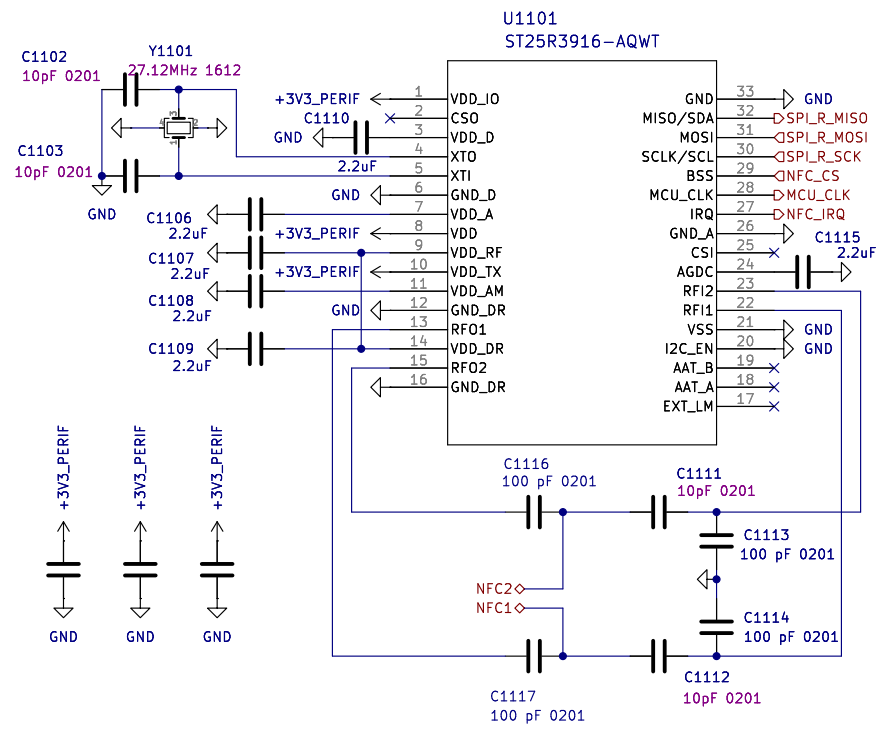 U1101
ST25R3916-AQWT
C1102
10pF 0201
Y1101
27.12MHz 1612
4
3
2
1
C1103
10pF 0201
GND
+3V3_PERIF
1
VDD_IO
2
CSO
C1110
GND
2.2uF
3
VDD_D
4
XTO
5
XTI
GND
6
GND_D
C1106
2.2uF
7
VDD_A
+3V3_PERIF
8
VDD
C1107
2.2uF
9
VDD_RF
+3V3_PERIF
10
VDD_TX
C1108
2.2uF
11
VDD_AM
GND
12
GND_DR
13
RFO1
C1109
2.2uF
14
VDD_DR
15
RFO2
16
GND_DR
GND
33
GND
MISO/SDA
32
SPI_R_MISO
MOSI
31
SPI_R_MOSI
SCLK/SCL
30
SPI_R_SCK
BSS
29
NFC_CS
MCU_CLK
28
MCU_CLK
IRQ
27
NFC_IRQ
GND_A
26
CSI
25
C1115
2.2uF
AGDC
24
RFI2
23
RFI1
22
VSS
21
GND
I2C_EN
20
GND
AAT_B
19
AAT_A
18
EXT_LM
17
+3V3_PERIF
GND
+3V3_PERIF
GND
+3V3_PERIF
GND
C1116
100 pF 0201
C1111
10pF 0201
C1113
100 pF 0201
NFC2
NFC1
C1114
100 pF 0201
C1117
100 pF 0201
C1112
10pF 0201